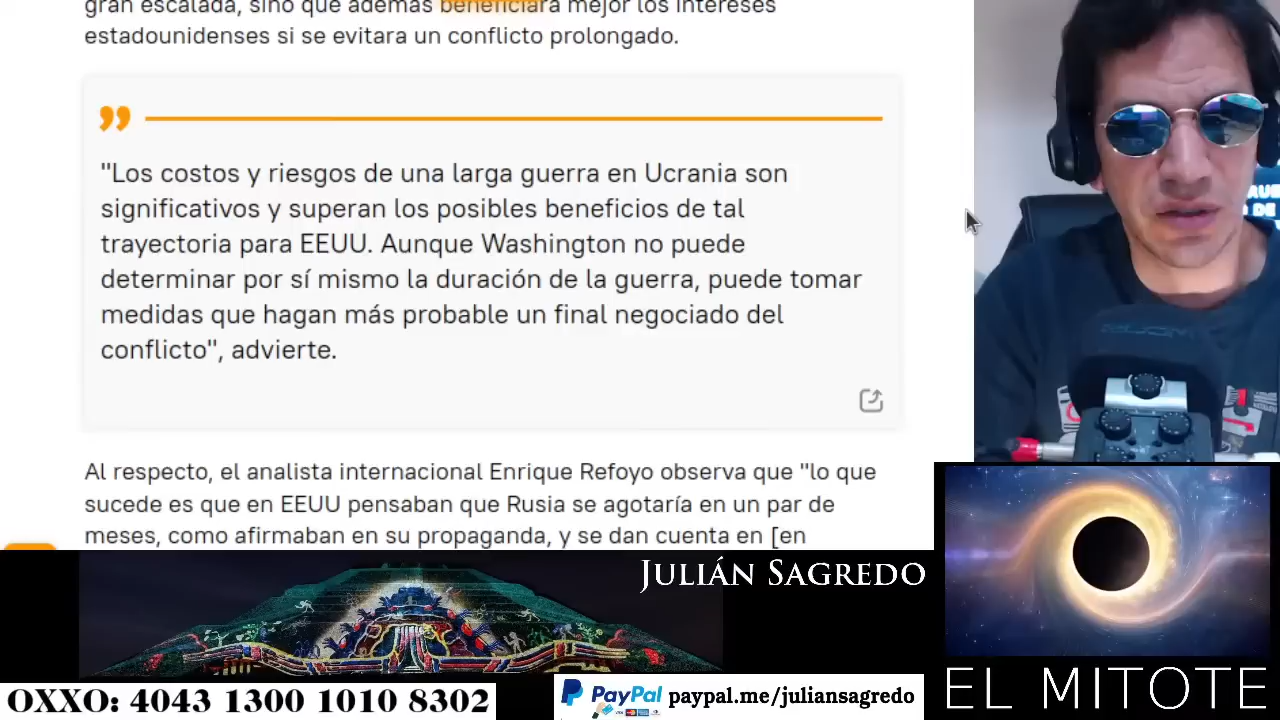 gran escalada, sino que además beneficiara mejor los intereses
estadounidenses si se evitara un conflicto prolongado.
"Los costos y riesgos de una larga guerra en Ucrania son
significativos y superan los posibles beneficios de tal
trayectoria para EEUU. Aunque Washington no puede
determinar por sí mismo la duración de la guerra, puede tomar
medidas que hagan más probable un final negociado del
conflicto", advierte.
Al respecto, el analista internacional Enrique Refoyo observa que "lo que
sucede es que en EEUU pensaban que Rusia se agotaría en un par de
meses, como afirmaban en su propaganda, y se dan cuenta en [en
JULIÁN SAGREDO
OXXO: 4043 1300 1010 8302
PayPal paypal.me/juliansagredo
EL MITOTE